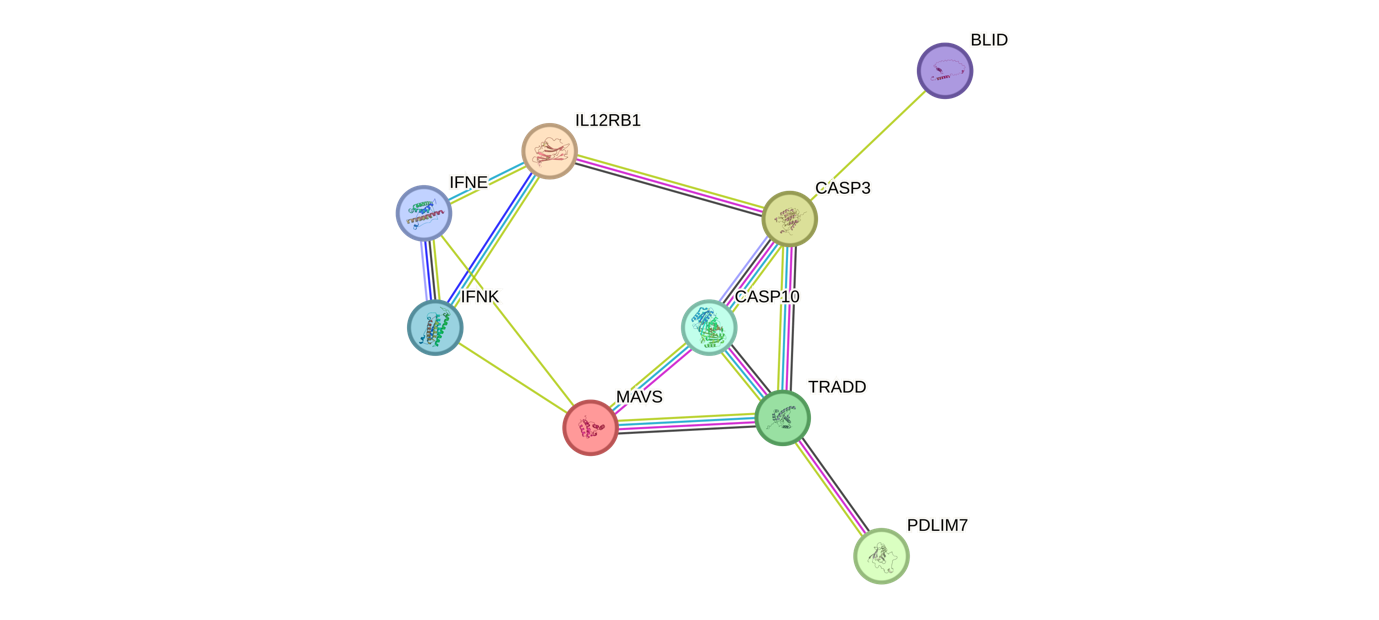 BLID
IL12RB1
IFNE
CASP3
IFNK
CASP10
TRADD
MAVS
PDLIM7